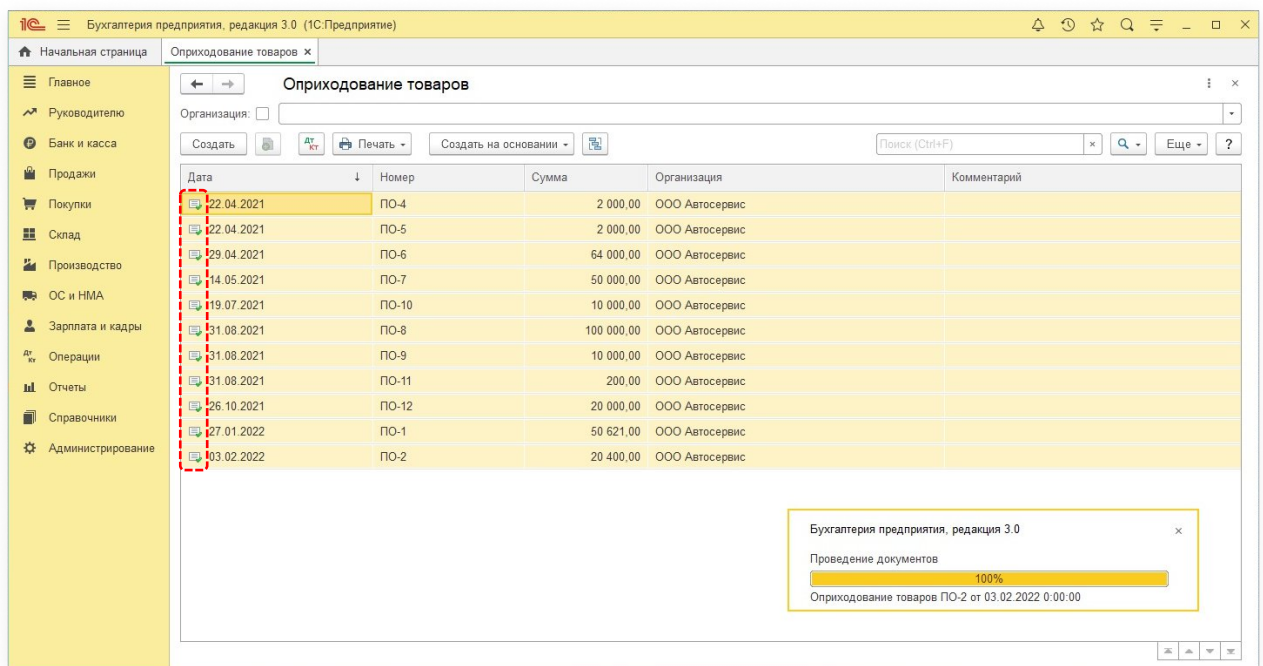 1С Бухгалтерия предприятия, редакция 3.0 (1С:Предприятие)
Начальная страница Оприходование товаров ×
Главное
Руководителю
Банк и касса
Продажи
Покупки
Склад
Производство
ОС и НМА
Зарплата и кадры
Операции
Отчеты
Справочники
Администрирование
Оприходование товаров
Организация:
Создать Дт Кт Печать Создать на основании Поиск (Ctrl+F) × Еще ?
Дата ↓ Номер Сумма Организация Комментарий
22.04.2021 ПО-4 2 000,00 ООО Автосервис
22.04.2021 ПО-5 2 000,00 ООО Автосервис
29.04.2021 ПО-6 64 000,00 ООО Автосервис
14.05.2021 ПО-7 50 000,00 ООО Автосервис
19.07.2021 ПО-10 10 000,00 ООО Автосервис
31.08.2021 ПО-8 100 000,00 ООО Автосервис
31.08.2021 ПО-9 10 000,00 ООО Автосервис
31.08.2021 ПО-11 200,00 ООО Автосервис
26.10.2021 ПО-12 20 000,00 ООО Автосервис
27.01.2022 ПО-1 50 621,00 ООО Автосервис
03.02.2022 ПО-2 20 400,00 ООО Автосервис
Бухгалтерия предприятия, редакция 3.0 ×
Проведение документов
100%
Оприходование товаров ПО-2 от 03.02.2022 0:00:00